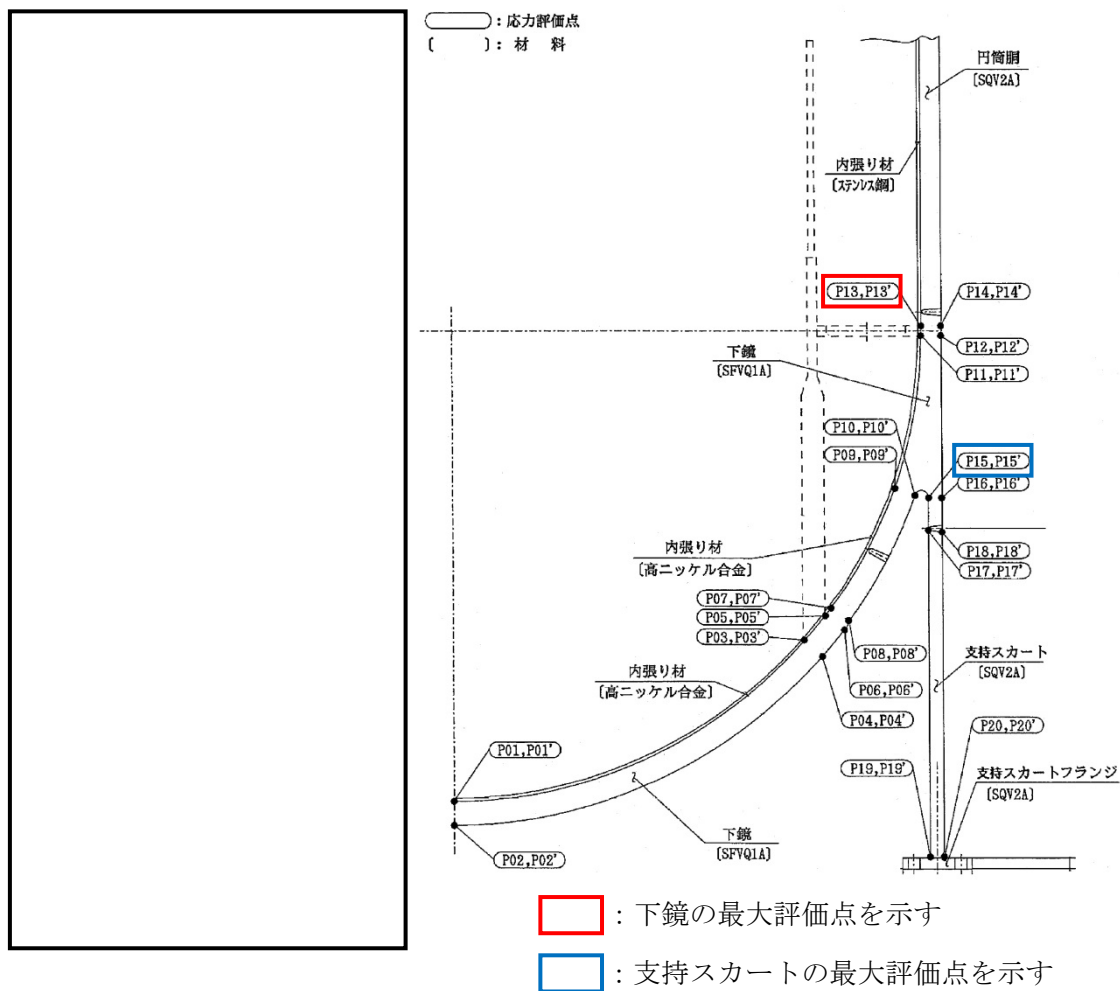 ：応力評価点
〔　　〕：材　料
円筒胴
〔SQV2A〕
内張り材
〔ステンレス鋼〕
P13,P13'
P14,P14'
P12,P12'
下鏡
〔SFVQ1A〕
P11,P11'
P10,P10'
P09,P09'
P15,P15'
P16,P16'
内張り材
〔高ニッケル合金〕
P18,P18'
P17,P17'
P07,P07'
P05,P05'
P03,P03'
P08,P08'
支持スカート
〔SQV2A〕
内張り材
〔高ニッケル合金〕
P06,P06'
P04,P04'
P20,P20'
P01,P01'
P19,P19'
支持スカートフランジ
〔SQV2A〕
下鏡
〔SFVQ1A〕
P02,P02'
：下鏡の最大評価点を示す
：支持スカートの最大評価点を示す